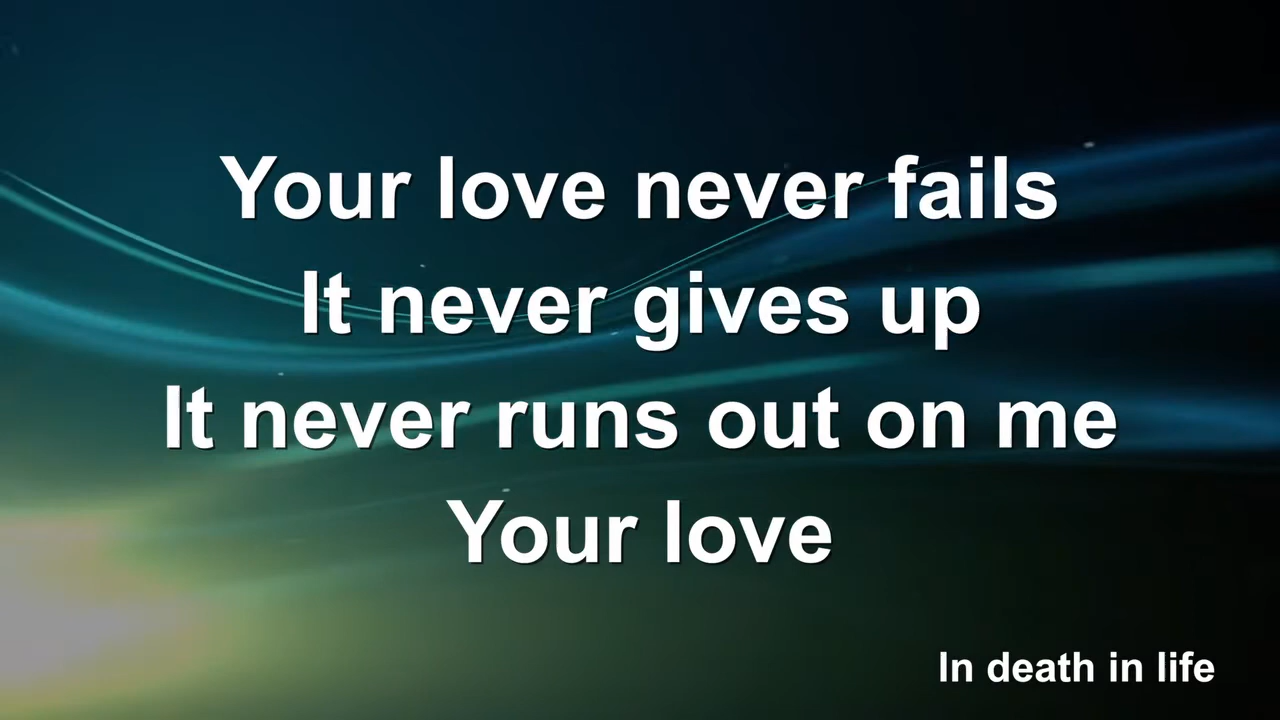 Your love never fails
It never gives up
It never runs out on me
Your love
In death in life